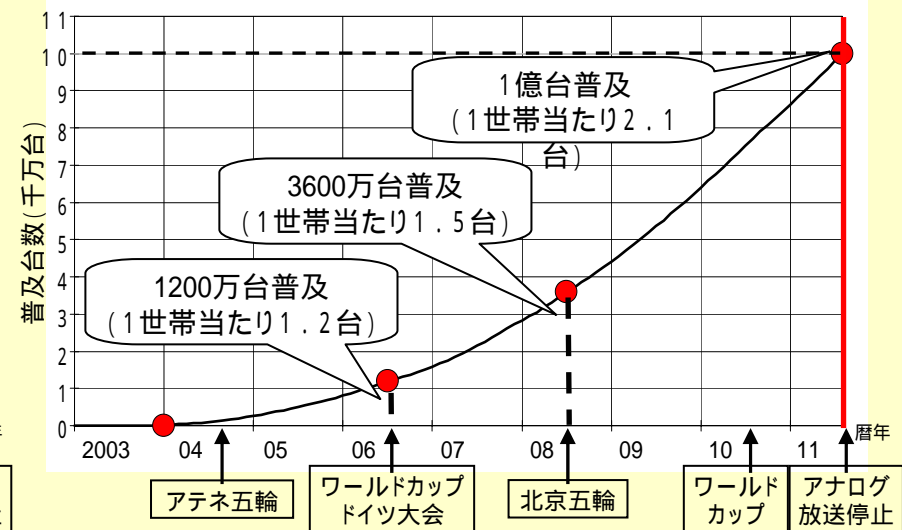 11
10
9
8
7
6
5
4
3
2
1
0
普及台数(千万台)
1億台普及
(1世帯当たり2.1
台)
3600万台普及
(1世帯当たり1.5台)
1200万台普及
(1世帯当たり1.2台)
2003 04 05 06 07 08 09 10 11 暦年
アテネ五輪
ワールドカップ
ドイツ大会
北京五輪
ワールド
カップ
アナログ
放送停止